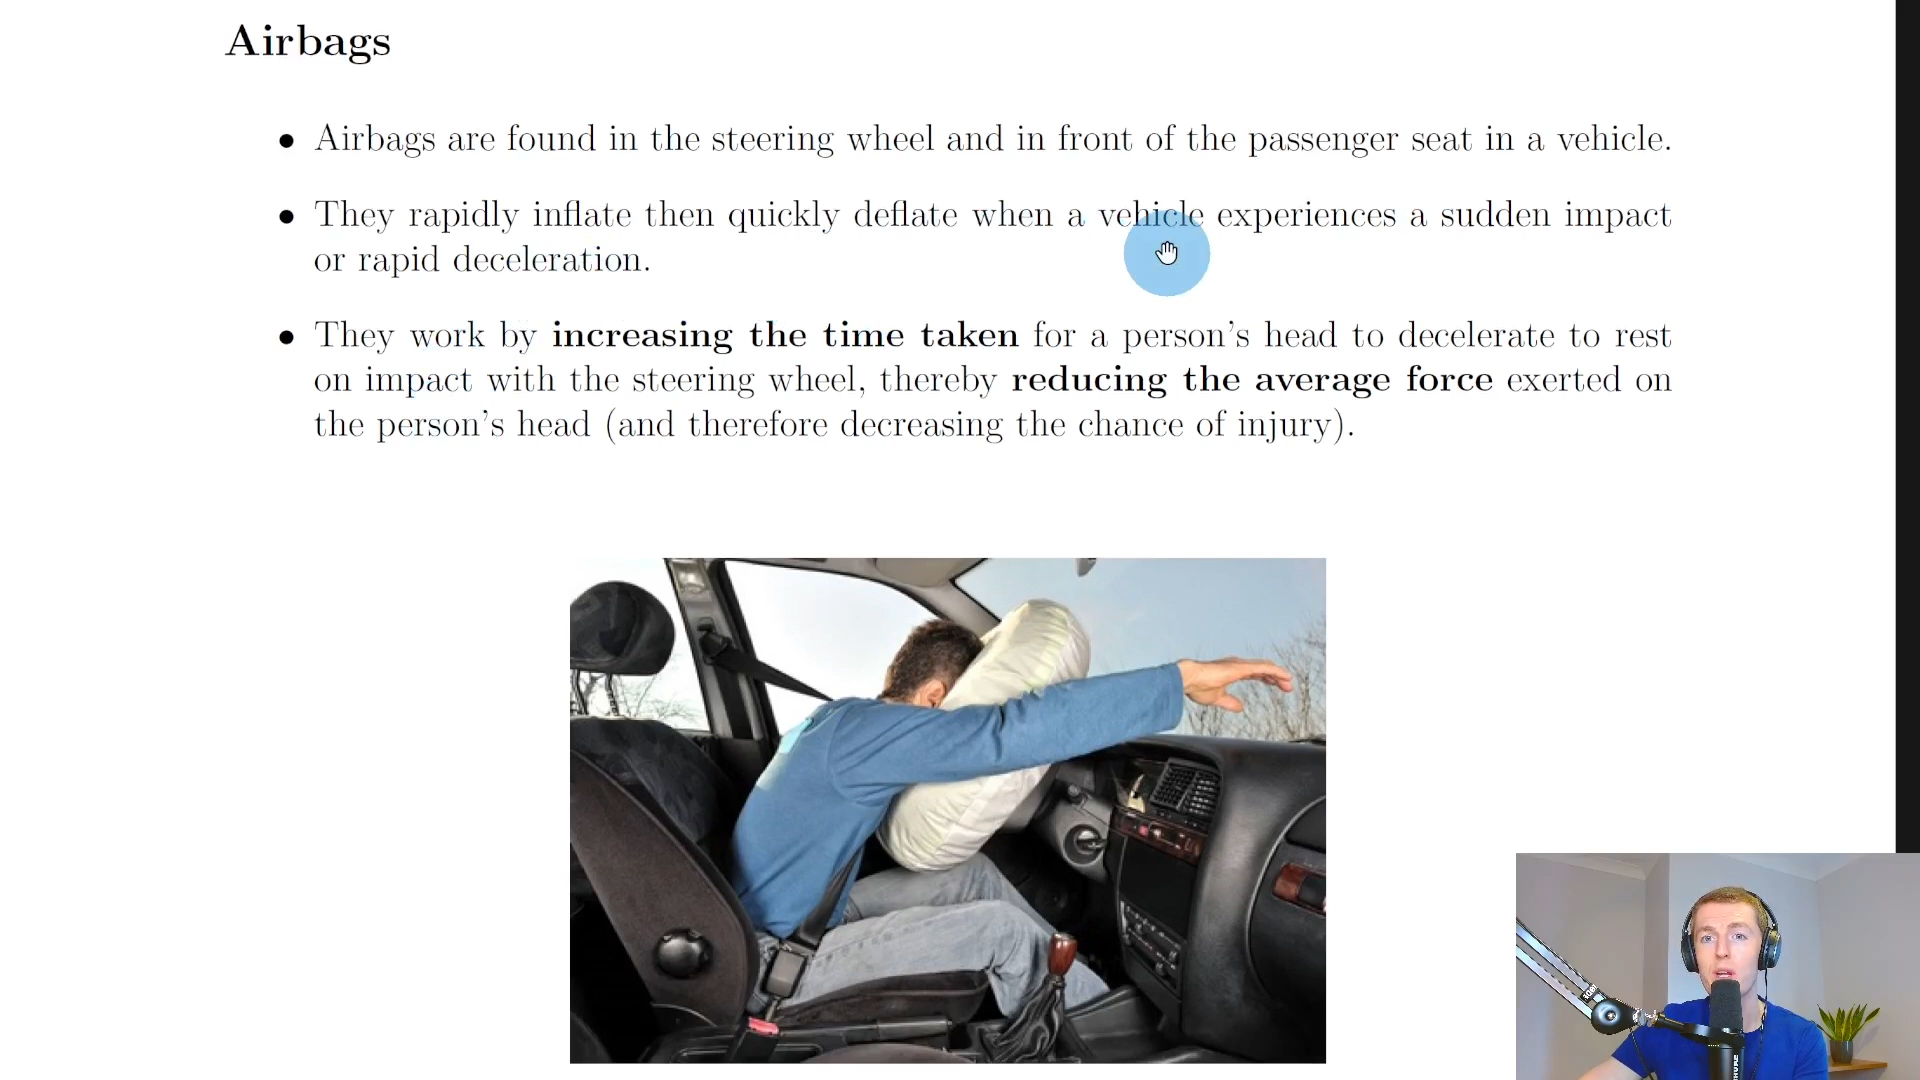 Airbags
• Airbags are found in the steering wheel and in front of the passenger seat in a vehicle.
• They rapidly inflate then quickly deflate when a vehicle experiences a sudden impact
or rapid deceleration.
• They work by increasing the time taken for a person's head to decelerate to rest
on impact with the steering wheel, thereby reducing the average force exerted on
the person's head (and therefore decreasing the chance of injury).